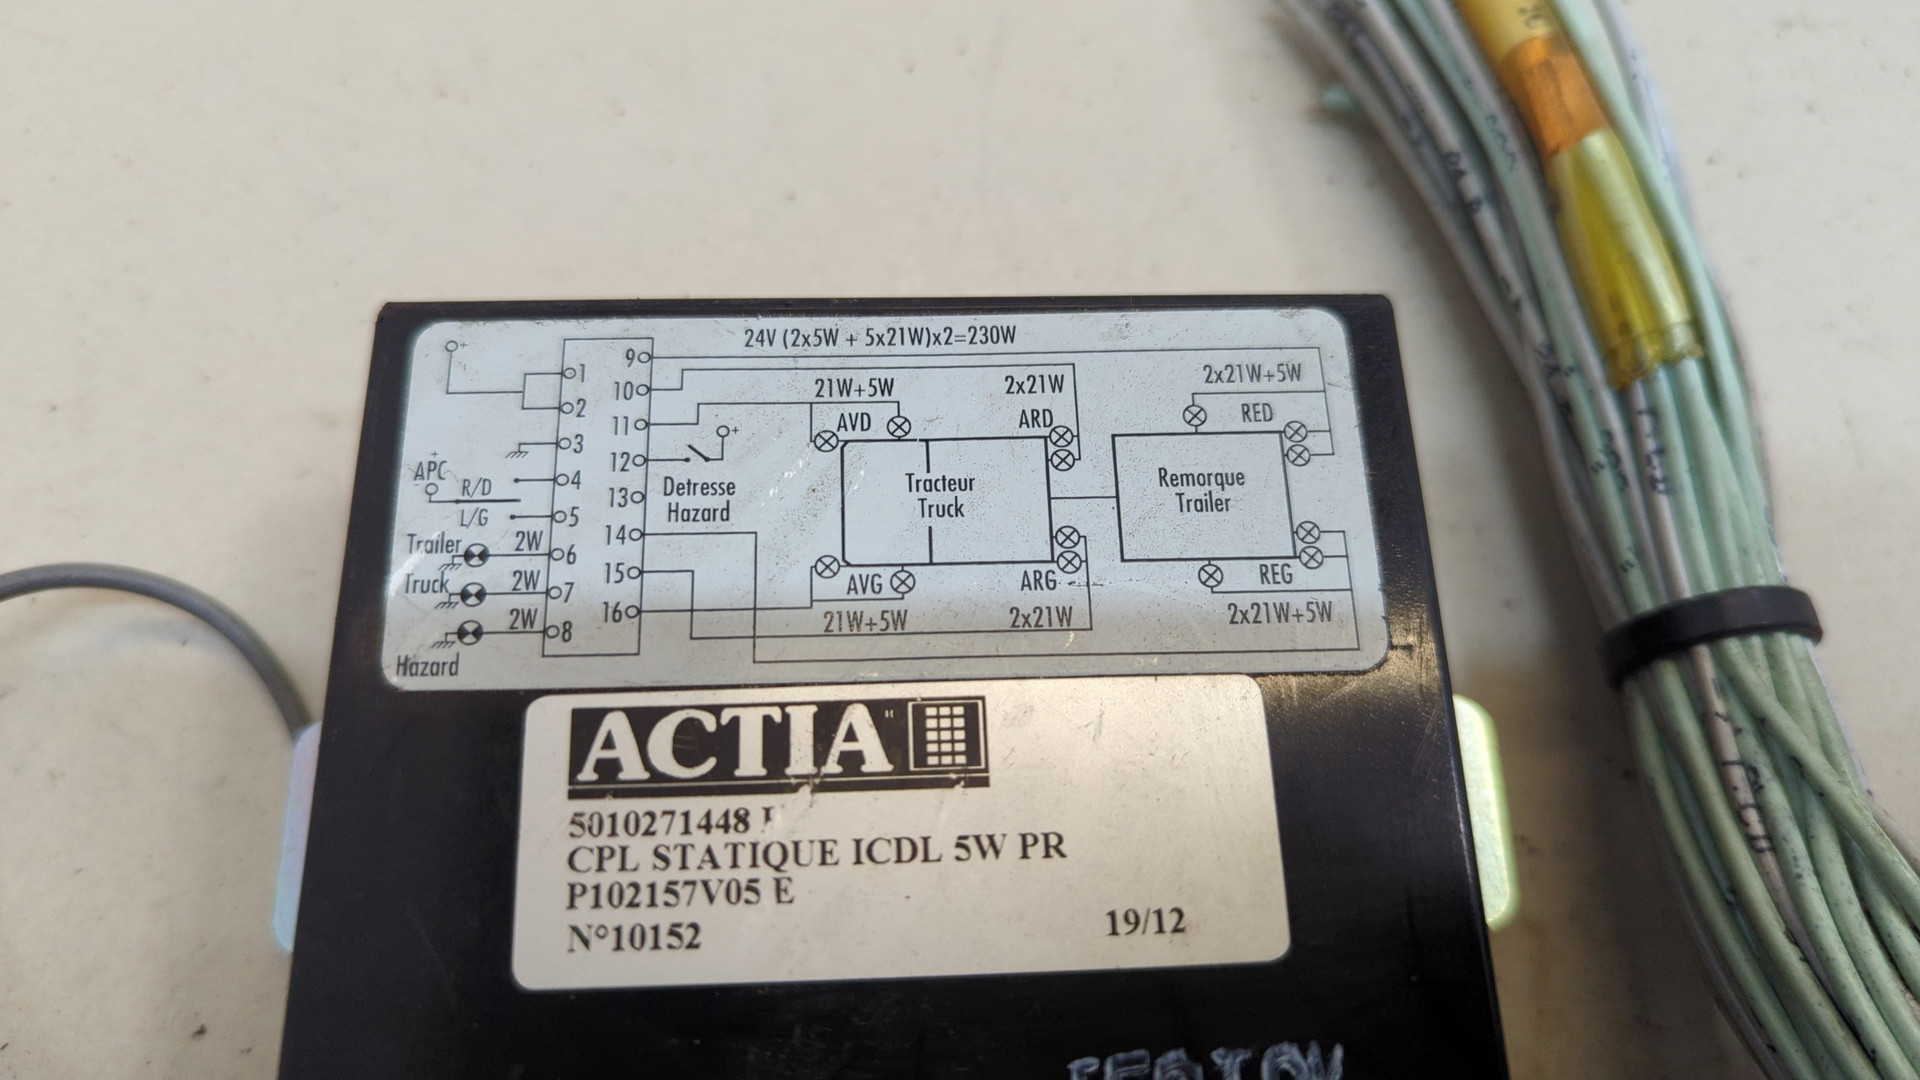 24V (2x5W + 5x21W)x2=230W
1
2
3
4
5
6
7
8
9
10
11
12
13
14
15
16
+
+
+
APC
R/D
L/G
Trailer
2W
Truck
2W
2W
Hazard
Detresse
Hazard
21W+5W
AVD
2x21W
ARD
2x21W+5W
RED
Tracteur
Truck
Remorque
Trailer
AVG
21W+5W
ARG
2x21W
REG
2x21W+5W
ACTIA
5010271448
CPL STATIQUE ICDL 5W PR
P102157V05 E
N°10152
19/12